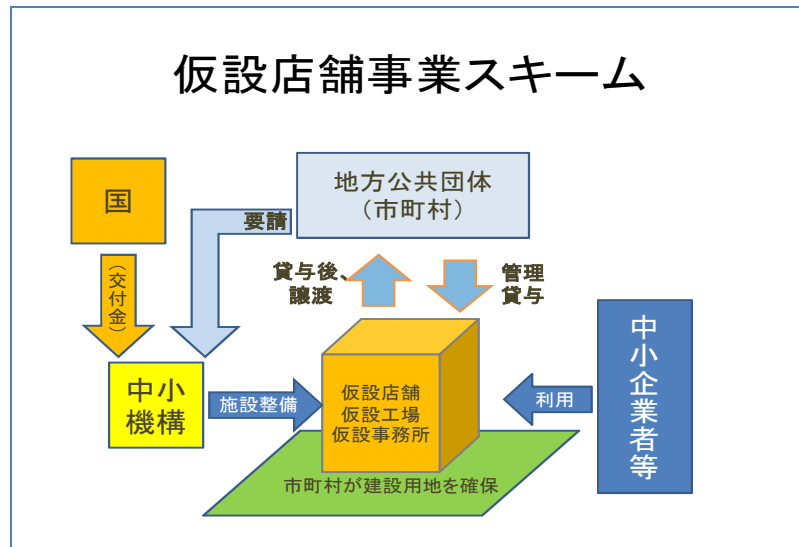 仮設店舗事業スキーム
国
地方公共団体
（市町村）
要請
（交付金）
貸与後、
譲渡
管理
貸与
中小
機構
施設整備
仮設店舗
仮設工場
仮設事務所
利用
中小企業者等
市町村が建設用地を確保